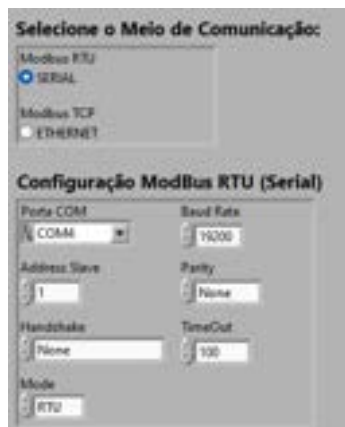 Selecione o Meio de Comunicação:
Modbus RTU
SERIAL
Modbus TCP
ETHERNET
Configuração ModBus RTU (Serial)
Porta COM Baud Rate
19200
Address Slave Parity
1 None
Handshake TimeOut
None 100
Mode
RTU